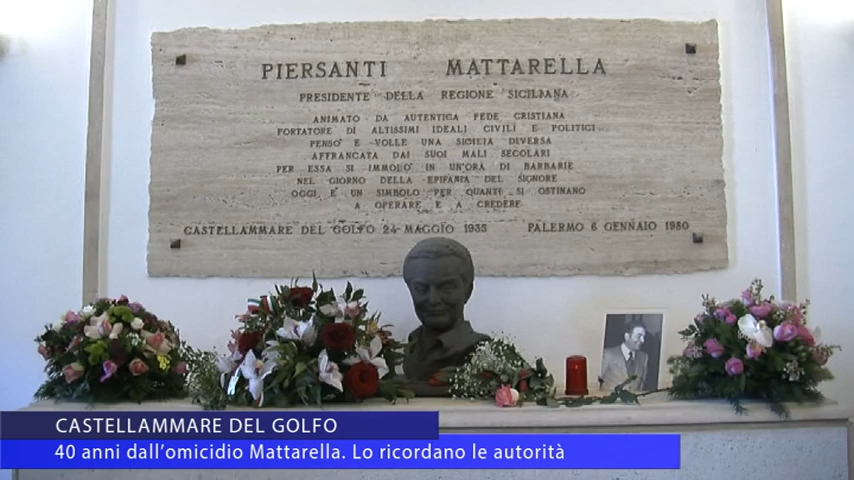 PIERSANTI MATTARELLA
PRESIDENTE DELLA REGIONE SICILIANA
ANIMATO DA AUTENTICA FEDE CRISTIANA
PORTATORE DI ALTISSIMI IDEALI CIVILI E POLITICI
PENSO' E VOLLE UNA SICILIA DIVERSA
AFFRANCATA DAI SUOI MALI SECOLARI
PER ESSA SI IMMOLO' IN UN'ORA DI BARBARIE
NEL GIORNO DELLA EPIFANIA DEL SIGNORE
OGGI E' UN SIMBOLO PER QUANTI SI OSTINANO
A OPERARE E A CREDERE
CASTELLAMMARE DEL GOLFO 24 MAGGIO 1935 PALERMO 6 GENNAIO 1980
CASTELLAMMARE DEL GOLFO
40 anni dall'omicidio Mattarella. Lo ricordano le autorità